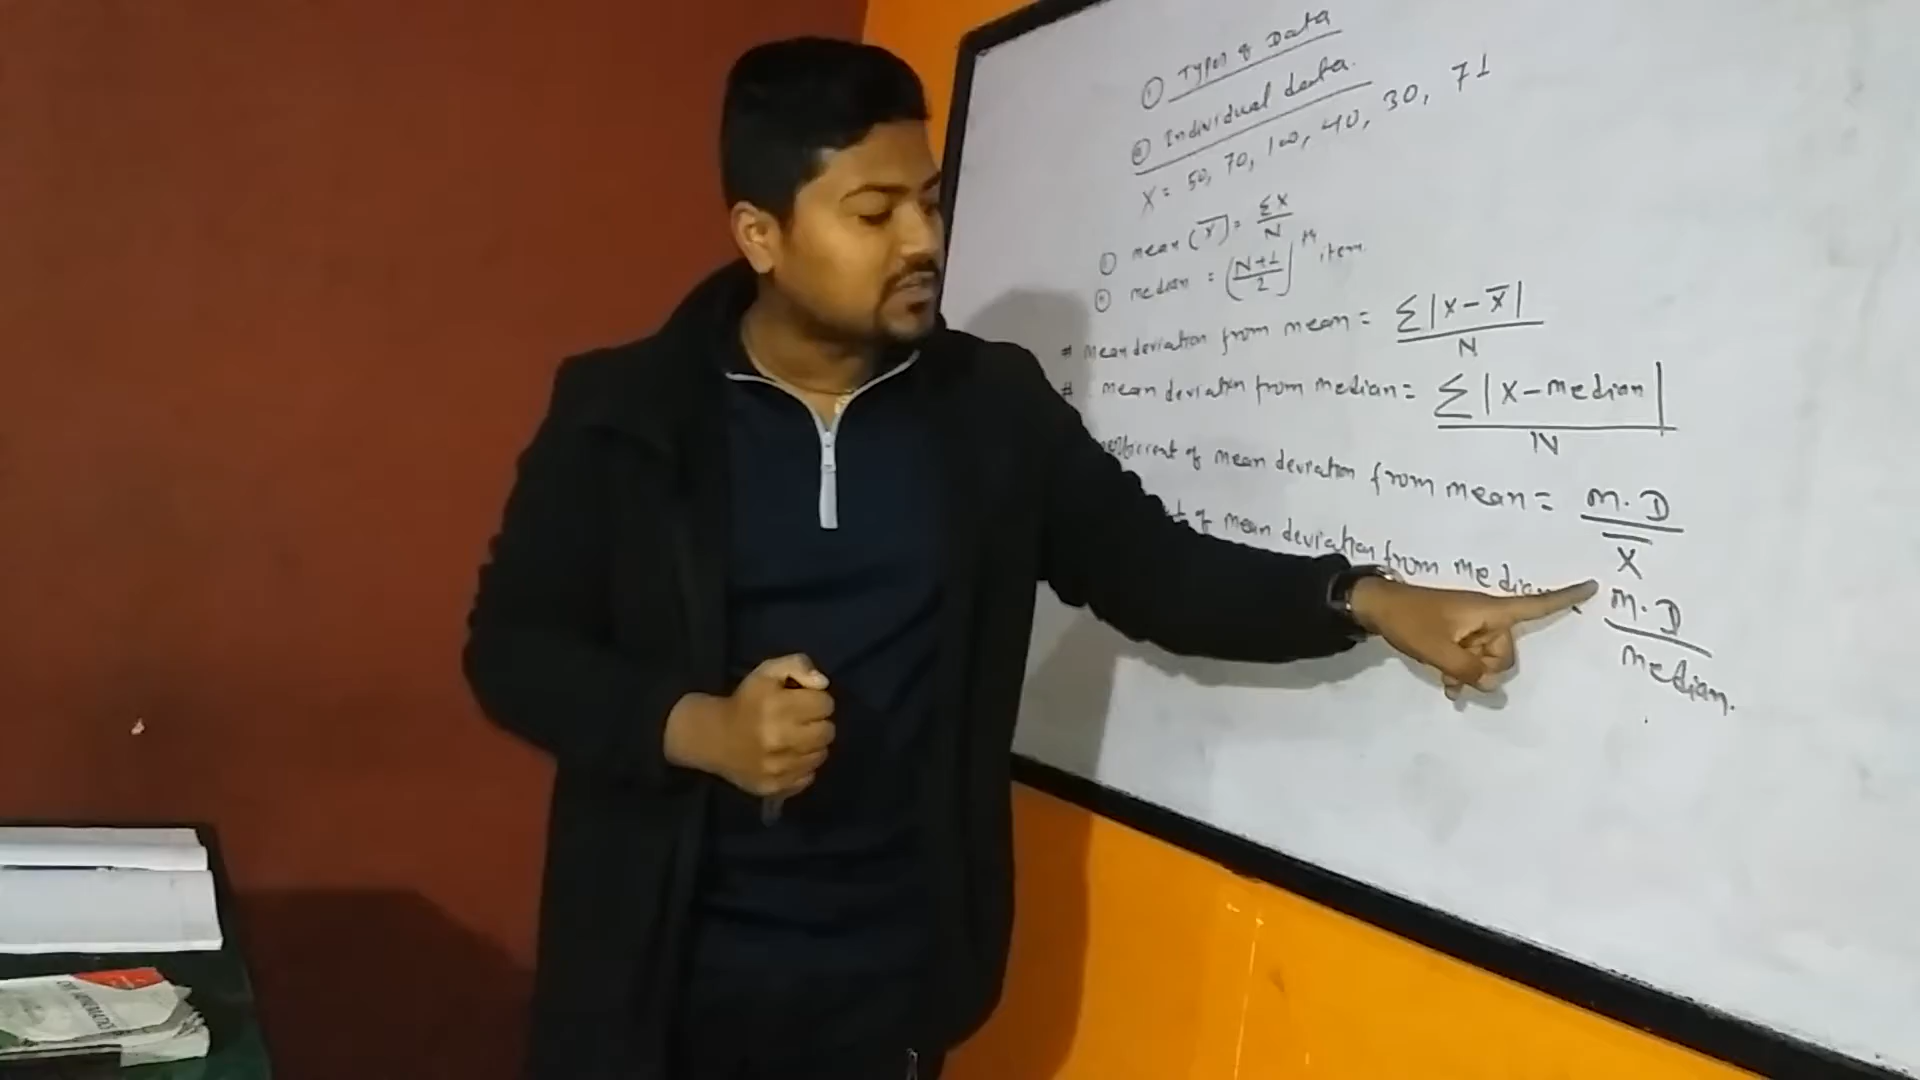 ① Types of Data
Individual data.
X = 50, 70, 100, 40, 30, 71
① mean (X̅) = ΣX/N
② median = (N+1/2)th item
# mean deviation from mean = Σ|X-X̅|/N
# mean deviation from median = Σ|X-median|/N
of mean deviation from mean = M.D/X̅
of mean deviation from median = M.D/median.